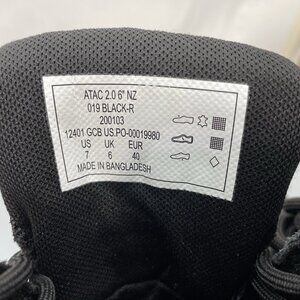 ATAC 2.0 6" NZ
019 BLACK-R
200103
12401 GCB US.PO-00019980
US UK EUR
7 6 40
MADE IN BANGLADESH